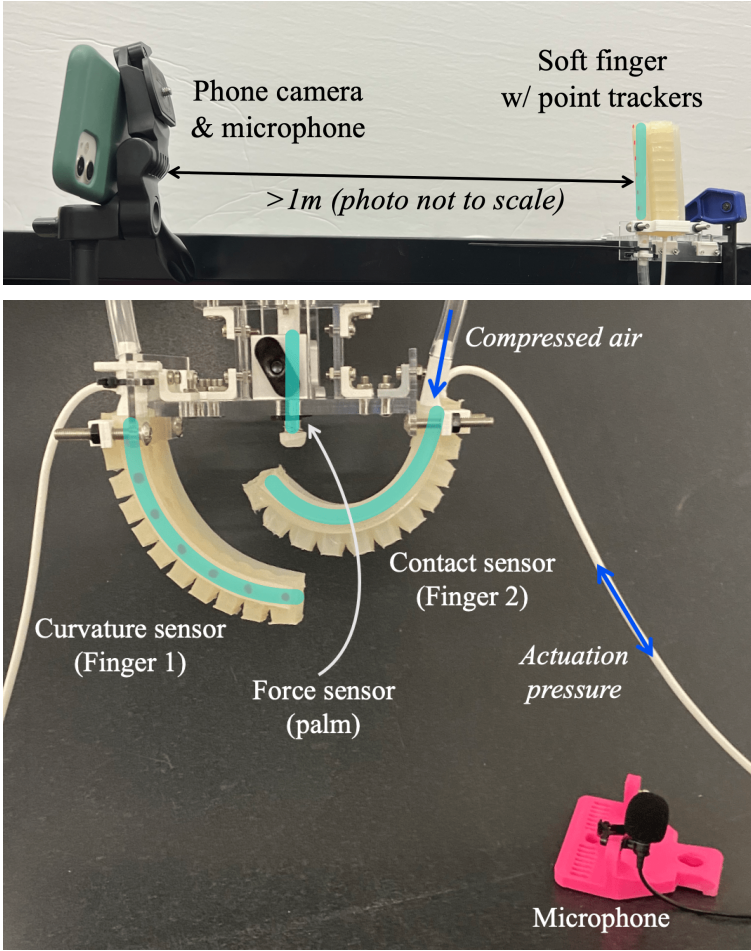 Phone camera
& microphone
Soft finger
w/ point trackers
>1m (photo not to scale)
Compressed air
Contact sensor
(Finger 2)
Curvature sensor
(Finger 1)
Actuation
pressure
Force sensor
(palm)
Microphone